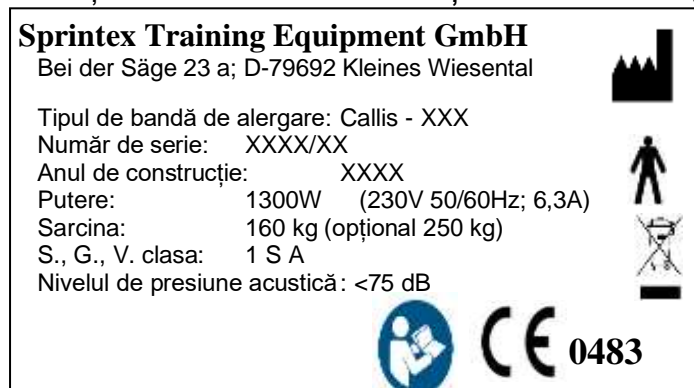 Sprintex Training Equipment GmbH
Bei der Säge 23 a; D-79692 Kleines Wiesental
Tipul de bandă de alergare: Callis - XXX
Număr de serie: XXXX/XX
Anul de construcție: XXXX
Putere: 1300W (230V 50/60Hz; 6,3A)
Sarcina: 160 kg (opțional 250 kg)
S., G., V. clasa: 1 S A
Nivelul de presiune acustică: <75 dB
CE 0483